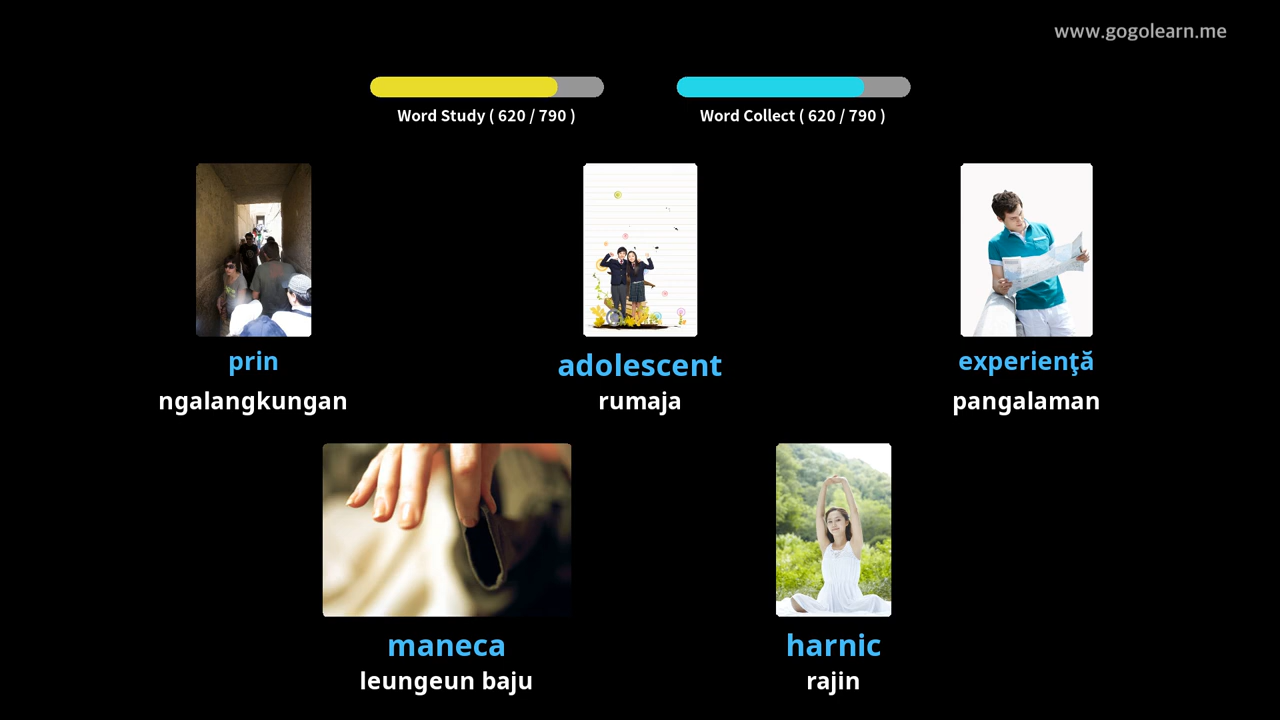 www.gogolearn.me
Word Study ( 620 / 790 )
Word Collect ( 620 / 790 )
prin
ngalangkungan
adolescent
rumaja
experienţă
pangalaman
maneca
leungeun baju
harnic
rajin